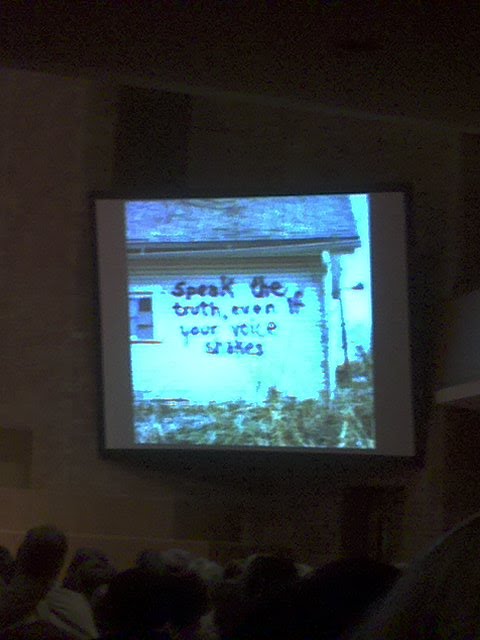 Speak the
truth, even if
your voice
shakes